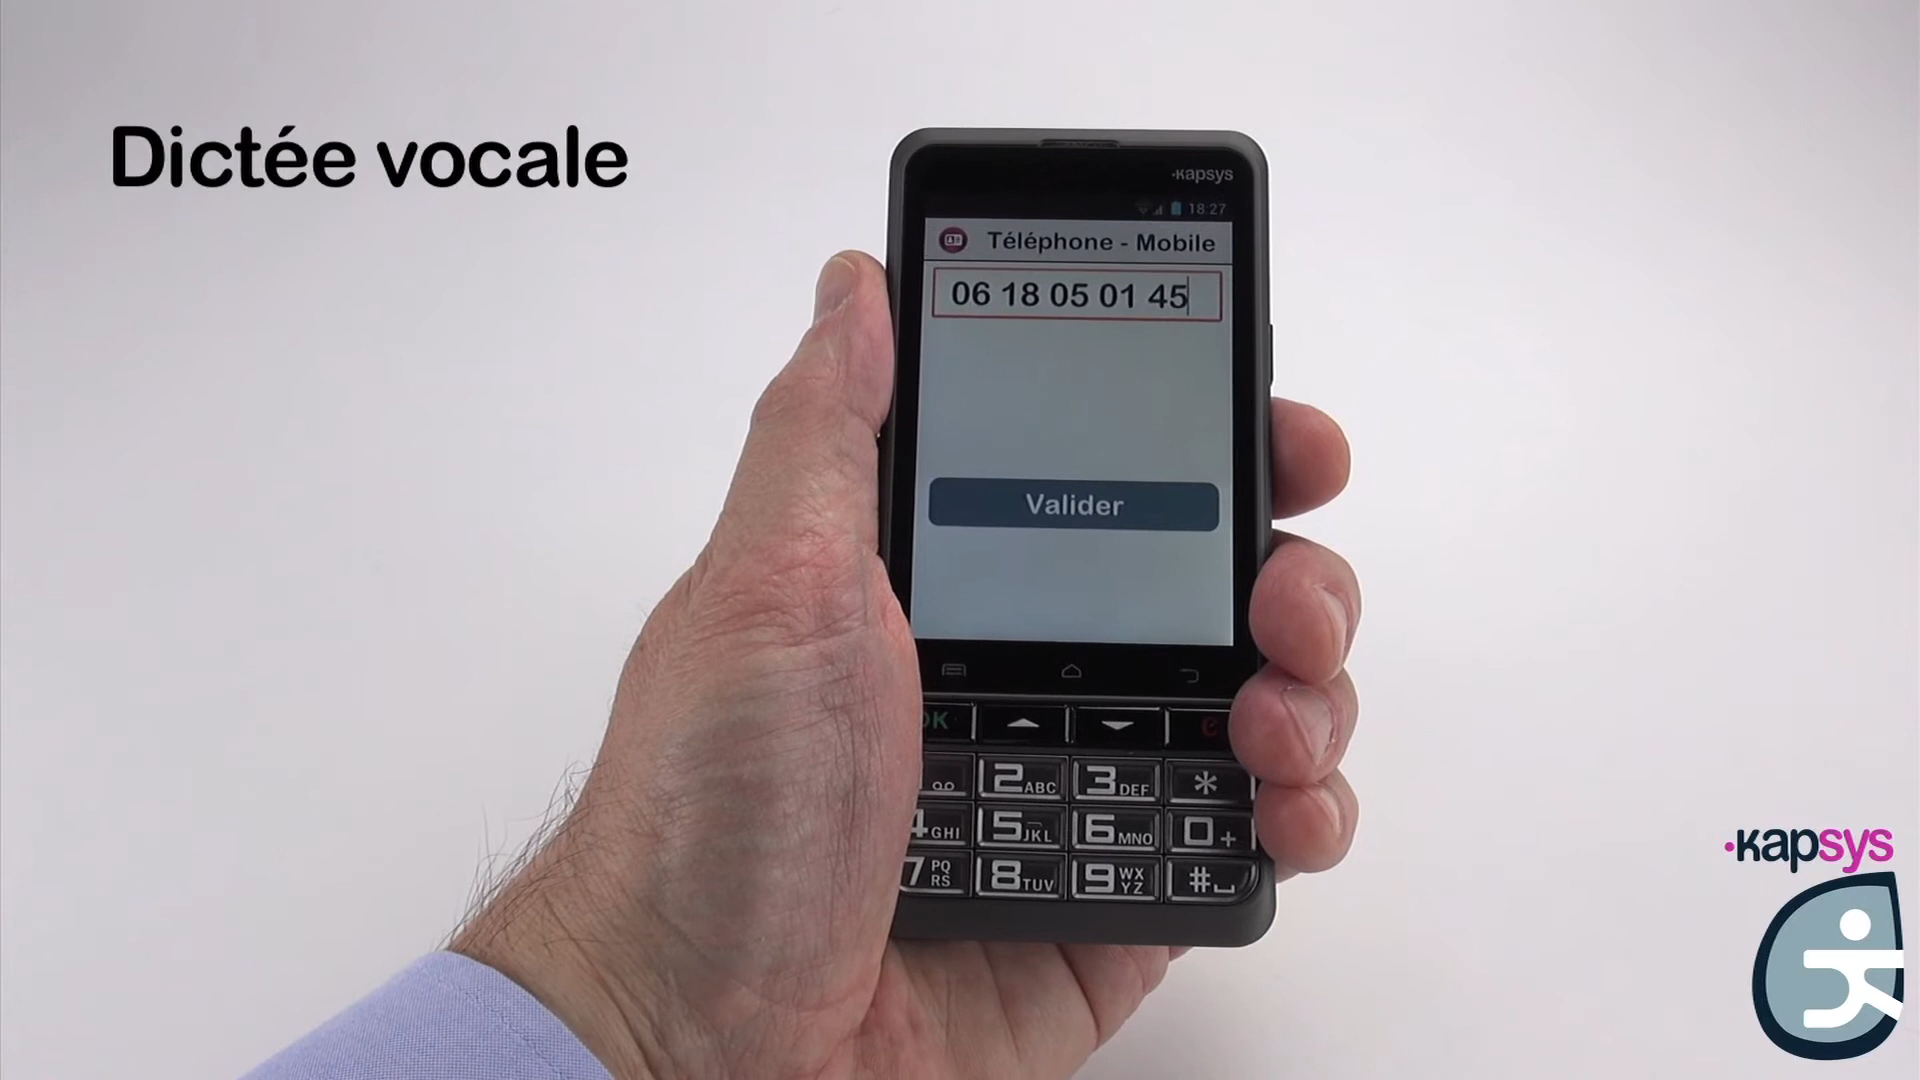 Dictée vocale
·kapsys
18:27
Téléphone - Mobile
06 18 05 01 45
Valider
OK
2ABC 3DEF *
4GHI 5JKL 6MNO 0+
7PQRS 8TUV 9WXYZ #
·kapsys